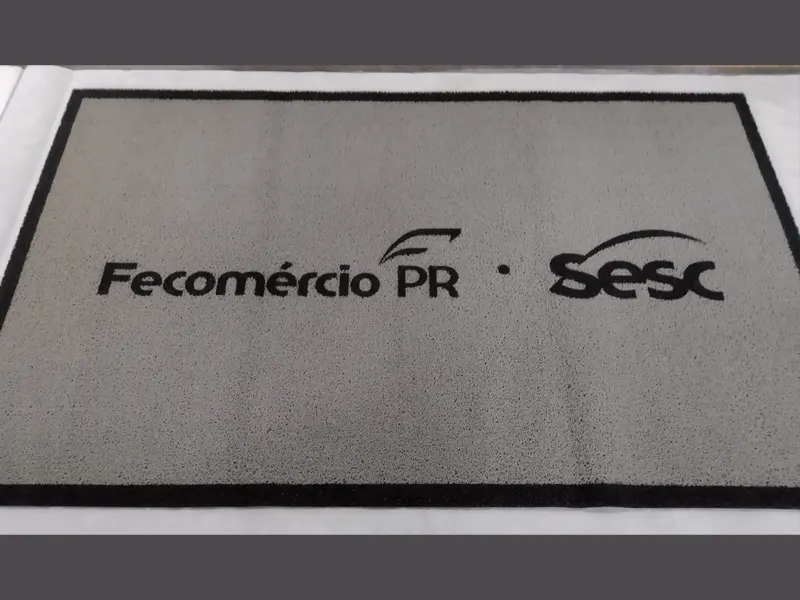 Fecomércio PR · Sesc